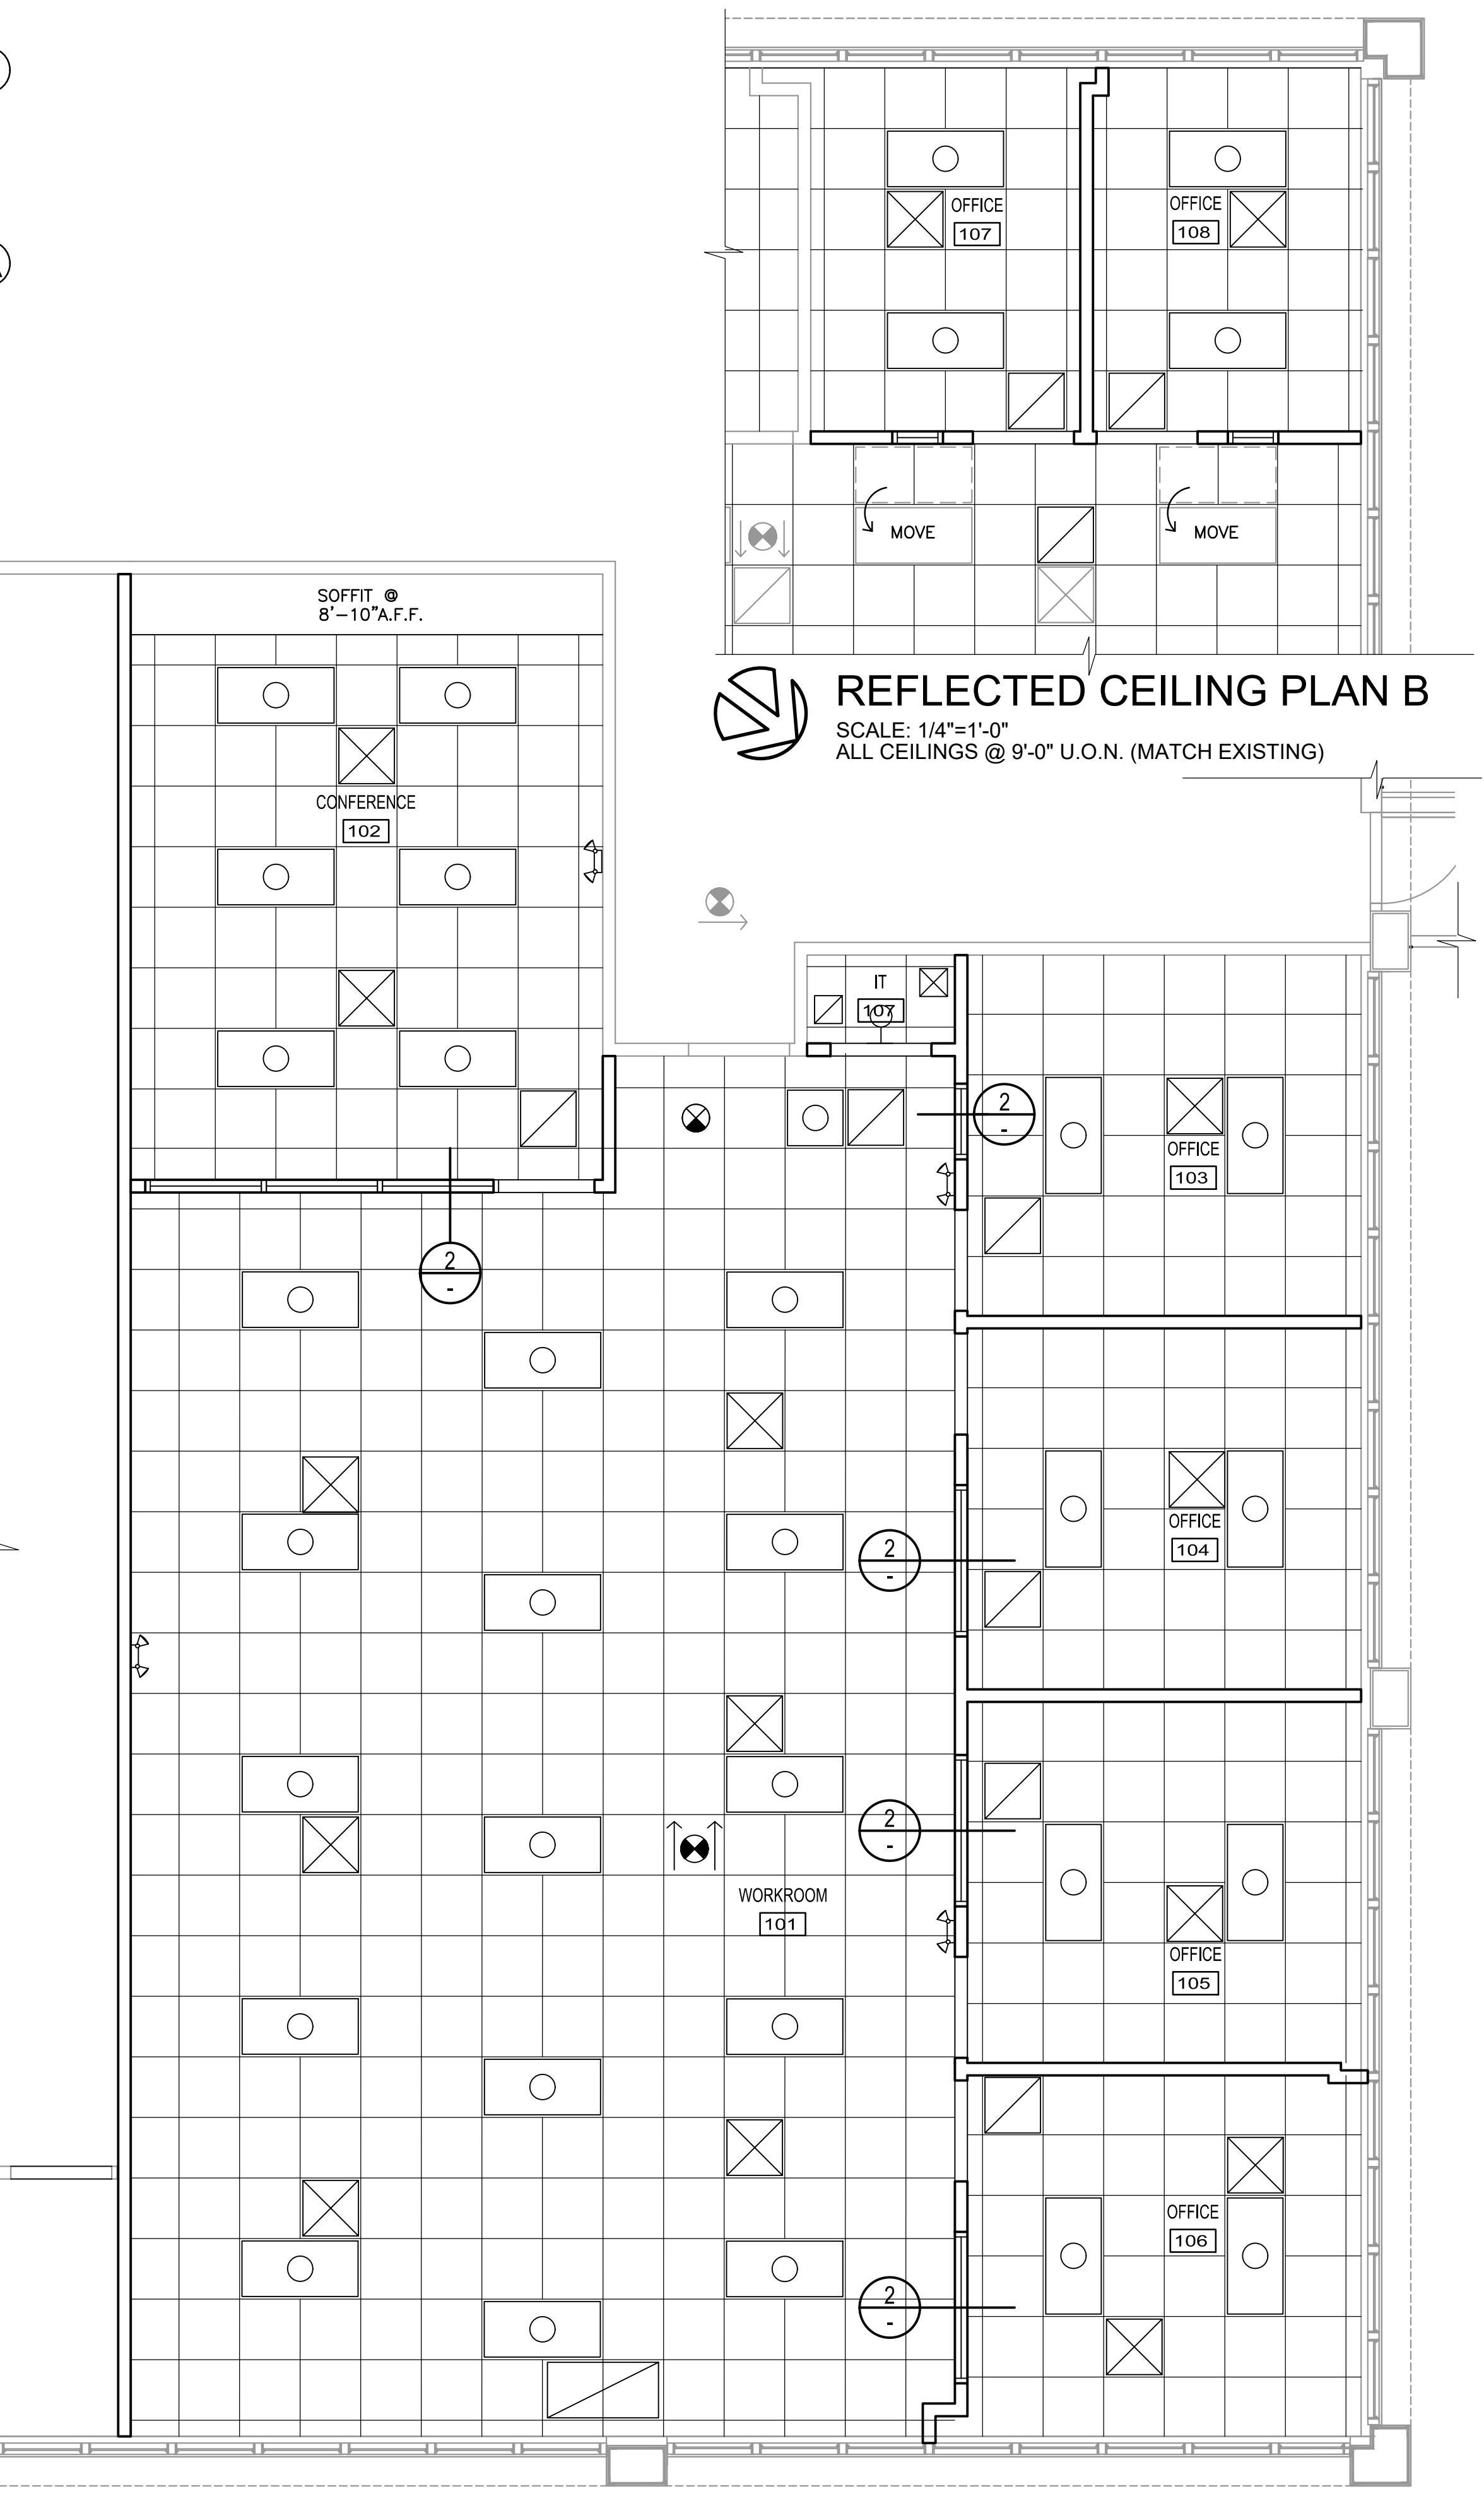 OFFICE
107
OFFICE
108
MOVE
MOVE
SOFFIT @
8'-10"A.F.F.
REFLECTED CEILING PLAN B
SCALE: 1/4"=1'-0"
ALL CEILINGS @ 9'-0" U.O.N. (MATCH EXISTING)
CONFERENCE
102
IT
107
2
-
OFFICE
103
2
-
2
-
OFFICE
104
2
-
WORKROOM
101
OFFICE
105
OFFICE
106
2
-